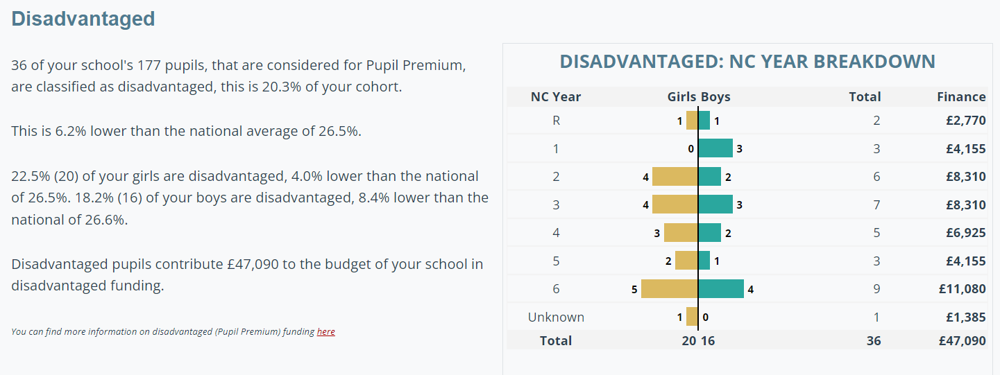 Disadvantaged
36 of your school's 177 pupils, that are considered for Pupil Premium,
are classified as disadvantaged, this is 20.3% of your cohort.
This is 6.2% lower than the national average of 26.5%.
22.5% (20) of your girls are disadvantaged, 4.0% lower than the national
of 26.5%. 18.2% (16) of your boys are disadvantaged, 8.4% lower than the
national of 26.6%.
Disadvantaged pupils contribute £47,090 to the budget of your school in
disadvantaged funding.
You can find more information on disadvantaged (Pupil Premium) funding here
DISADVANTAGED: NC YEAR BREAKDOWN
NC Year Girls Boys Total Finance
R 1 1 2 £2,770
1 0 3 3 £4,155
2 4 2 6 £8,310
3 4 3 7 £8,310
4 3 2 5 £6,925
5 2 1 3 £4,155
6 5 4 9 £11,080
Unknown 1 0 1 £1,385
Total 20 16 36 £47,090